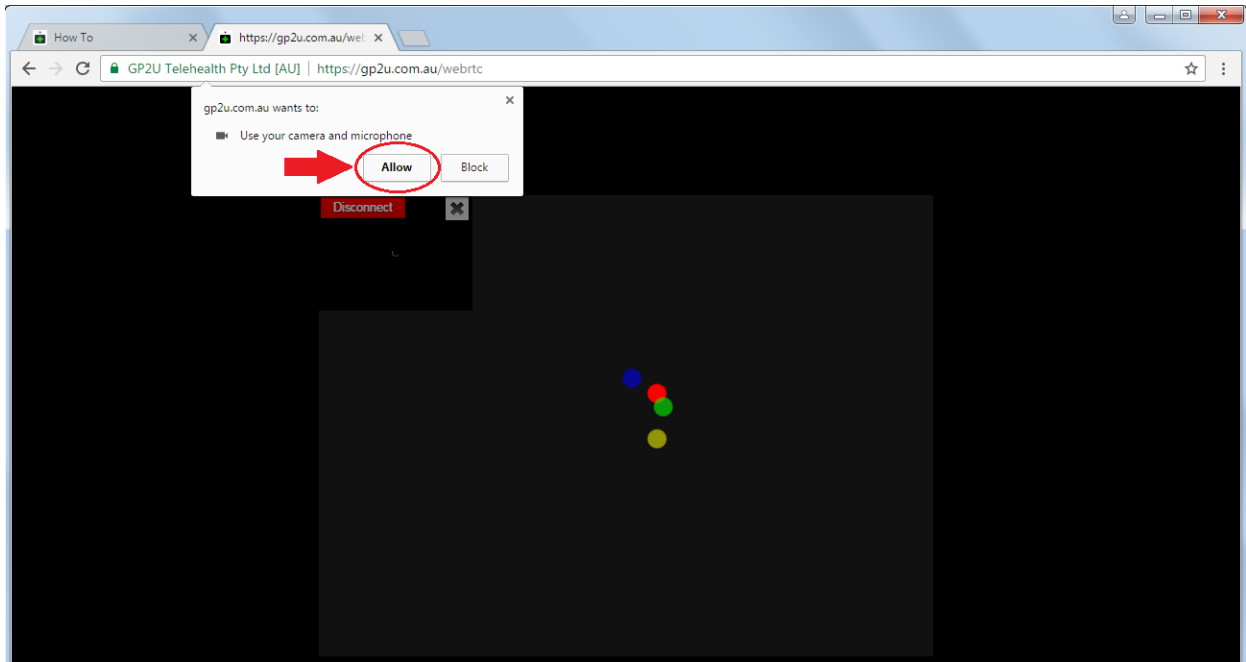 How To
https://gp2u.com.au/wel
GP2U Telehealth Pty Ltd [AU] | https://gp2u.com.au/webrtc
gp2u.com.au wants to:
Use your camera and microphone
Allow
Block
Disconnect